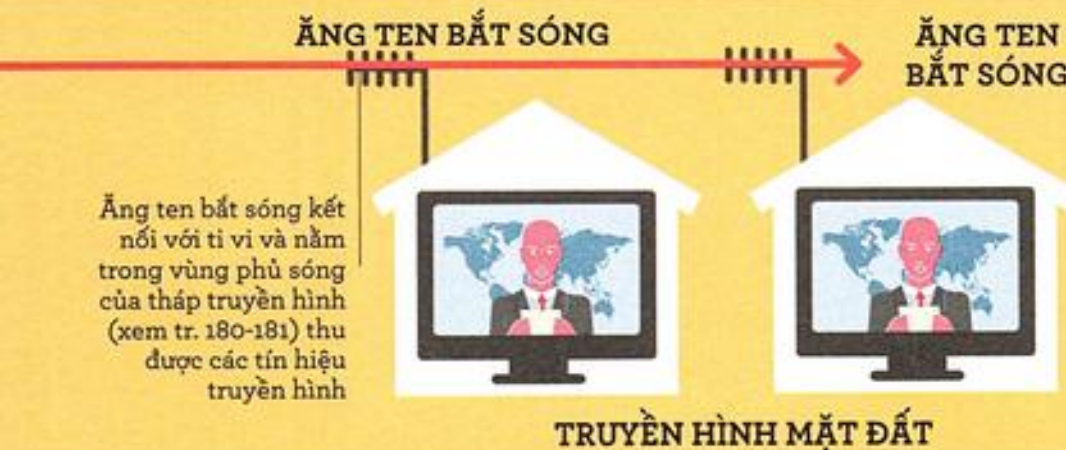 ĂNG TEN BẮT SÓNG
ĂNG TEN
BẮT SÓNG
Ăng ten bắt sóng kết
nối với ti vi và nằm
trong vùng phủ sóng
của tháp truyền hình
(xem tr. 180-181) thu
được các tín hiệu
truyền hình
TRUYỀN HÌNH MẶT ĐẤT